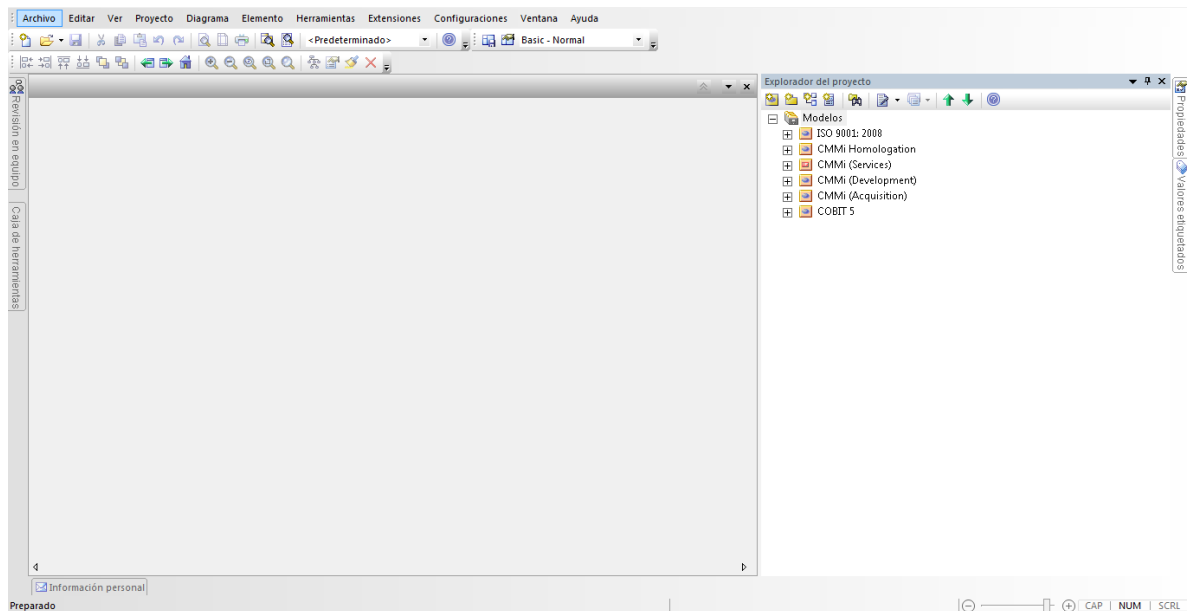 Archivo Editar Ver Proyecto Diagrama Elemento Herramientas Extensiones Configuraciones Ventana Ayuda
<Predeterminado> Basic - Normal
Explorador del proyecto
Modelos
ISO 9001: 2008
CMMi Homologation
CMMi (Services)
CMMi (Development)
CMMi (Acquisition)
COBIT 5
Revisión en equipo
Caja de herramientas
Propiedades
Valores etiquetados
Información personal
Preparado CAP NUM SCRL